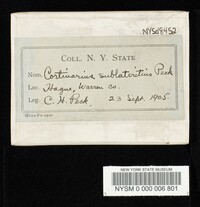 NYSf5452
COLL. N. Y. STATE
Nom. Cortinarius sublateritius Peck
Loc. Hague, Warren Co.
Leg. C. H. Peck. 23 Sept. 1905
NEW YORK STATE MUSEUM
NYSM 0 000 006 801